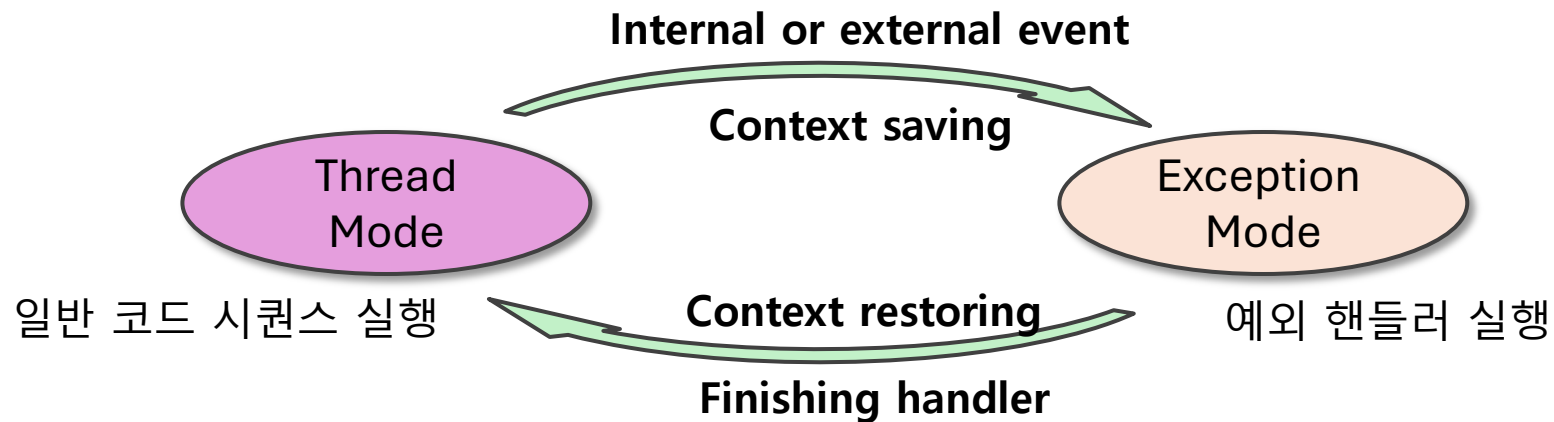 Internal or external event
Context saving
Thread
Mode
Exception
Mode
일반 코드 시퀀스 실행
Context restoring
예외 핸들러 실행
Finishing handler